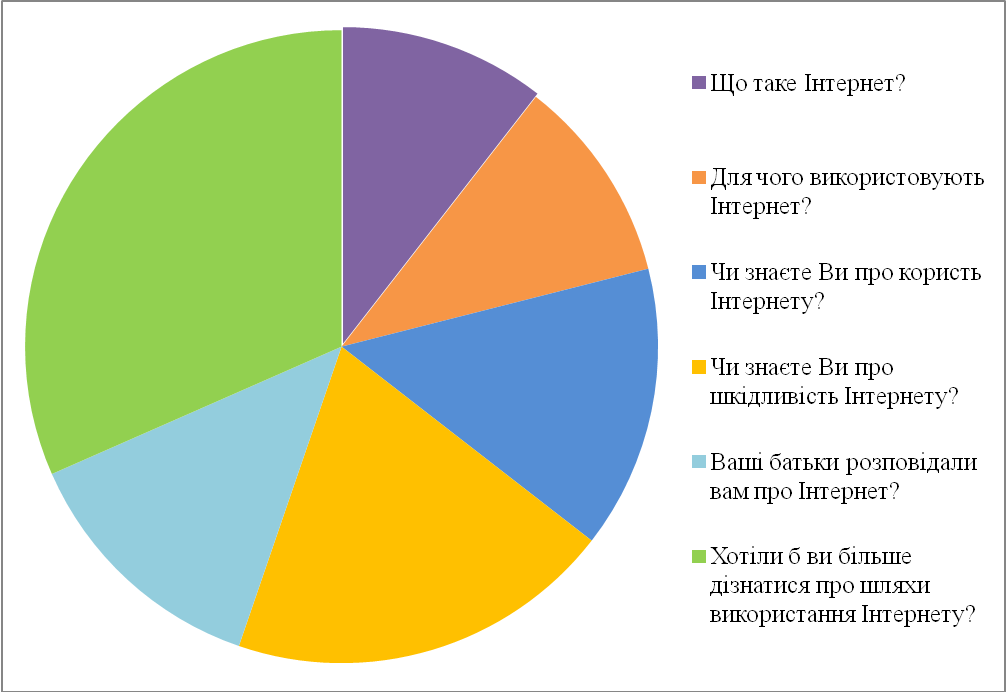 Що таке Інтернет?
Для чого використовують
Інтернет?
Чи знаєте Ви про користь
Інтернету?
Чи знаєте Ви про
шкідливість Інтернету?
Ваші батьки розповідали
вам про Інтернет?
Хотіли б ви більше
дізнатися про шляхи
використання Інтернету?